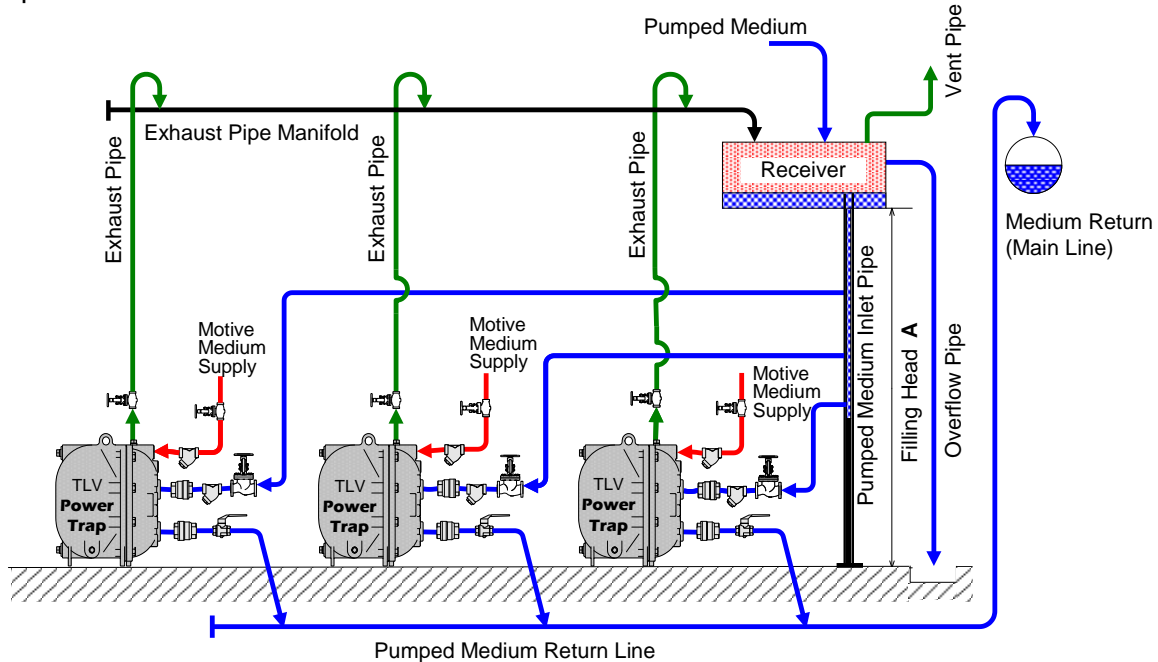 Pumped Medium
Vent Pipe
Exhaust Pipe Manifold
Receiver
Exhaust Pipe
Exhaust Pipe
Exhaust Pipe
Medium Return
(Main Line)
Pumped Medium Inlet Pipe
Filling Head A
Overflow Pipe
Motive
Medium
Supply
Motive
Medium
Supply
Motive
Medium
Supply
TLV
Power
Trap
TLV
Power
Trap
TLV
Power
Trap
Pumped Medium Return Line